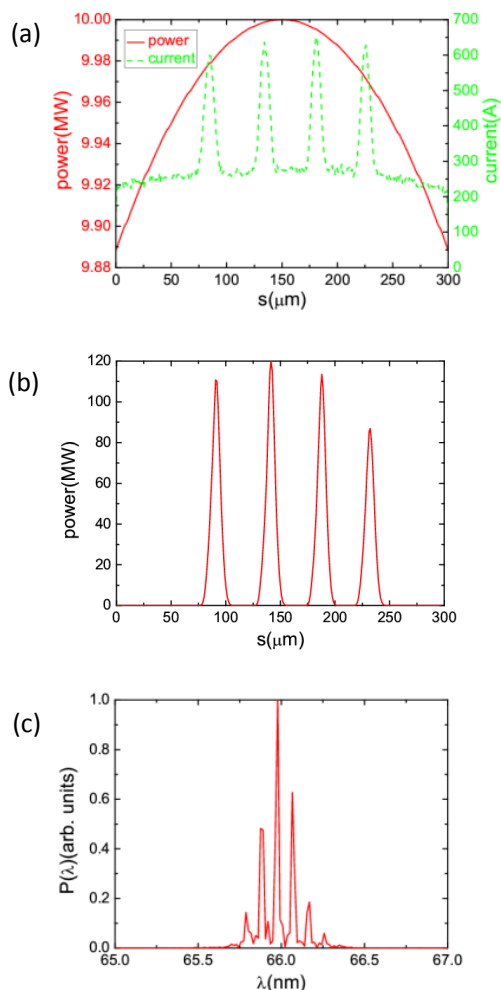 (a)
power
current
10.00
9.98
9.96
9.94
9.92
9.90
9.88
power(MW)
700
600
500
400
300
200
100
0
current(A)
0 50 100 150 200 250 300
s(μm)
(b)
120
100
80
60
40
20
0
power(MW)
0 50 100 150 200 250 300
s(μm)
(c)
1.0
0.8
0.6
0.4
0.2
0.0
P(λ)(arb. units)
65.0 65.5 66.0 66.5 67.0
λ(nm)